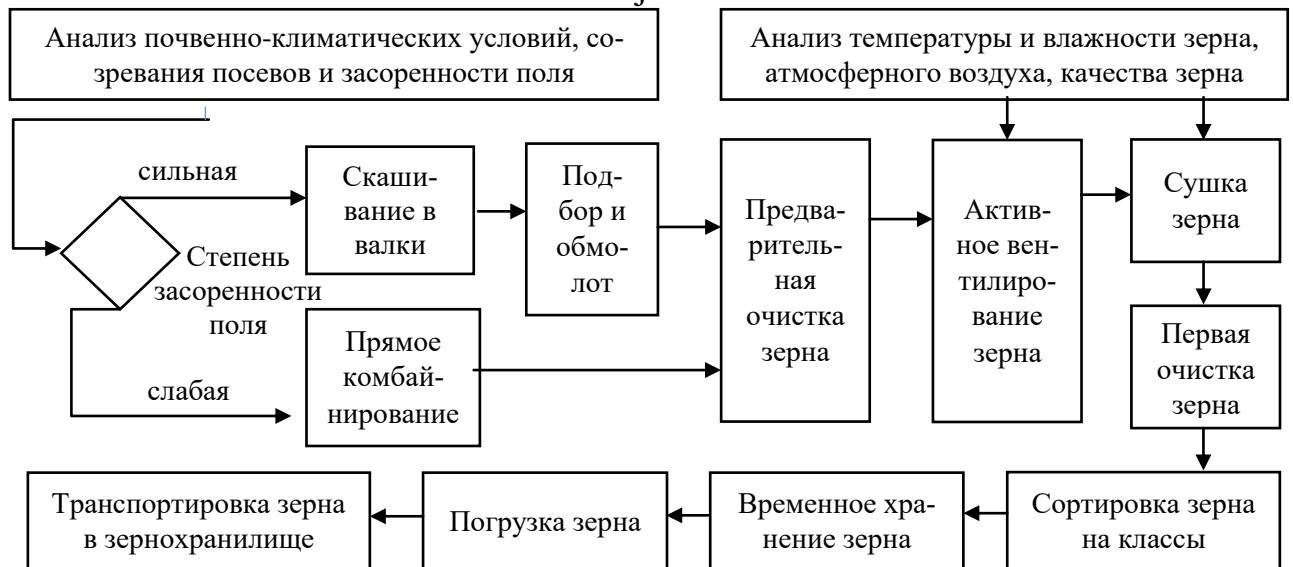 Анализ почвенно-климатических условий, со-
зревания посевов и засоренности поля
Анализ температуры и влажности зерна,
атмосферного воздуха, качества зерна
сильная
Степень
засоренности
поля
слабая
Скаши-
вание в
валки
Под-
бор и
обмо-
лот
Прямое
комбай-
нирование
Предва-
ритель-
ная
очистка
зерна
Актив-
ное вен-
тилиро-
вание
зерна
Сушка
зерна
Первая
очистка
зерна
Сортировка зерна
на классы
Временное хра-
нение зерна
Погрузка зерна
Транспортировка зерна
в зернохранилище